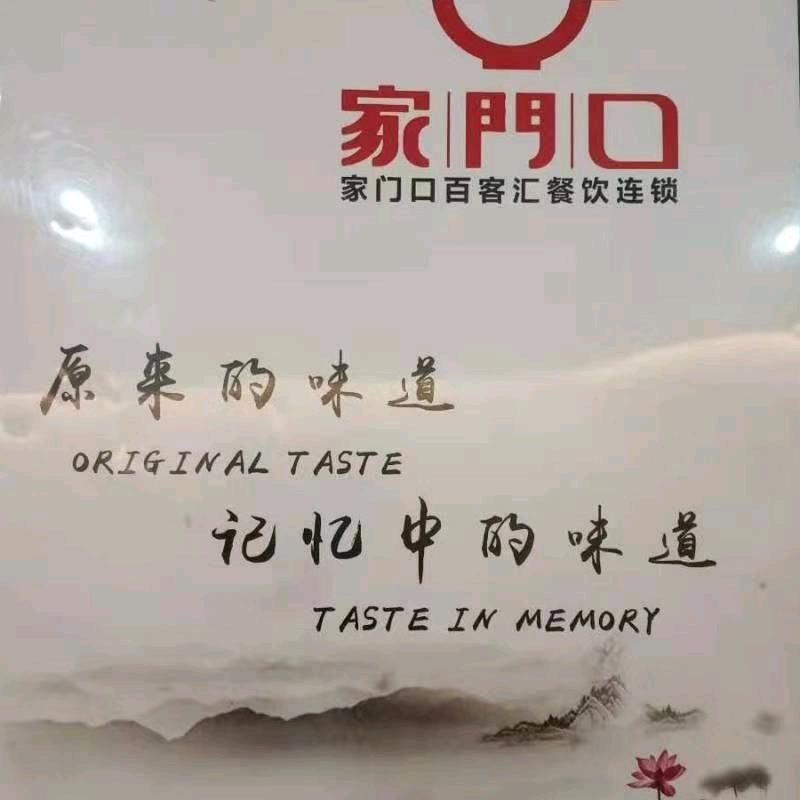 家門口
家门口百客汇餐饮连锁
原来的味道
ORIGINAL TASTE
记忆中的味道
TASTE IN MEMORY